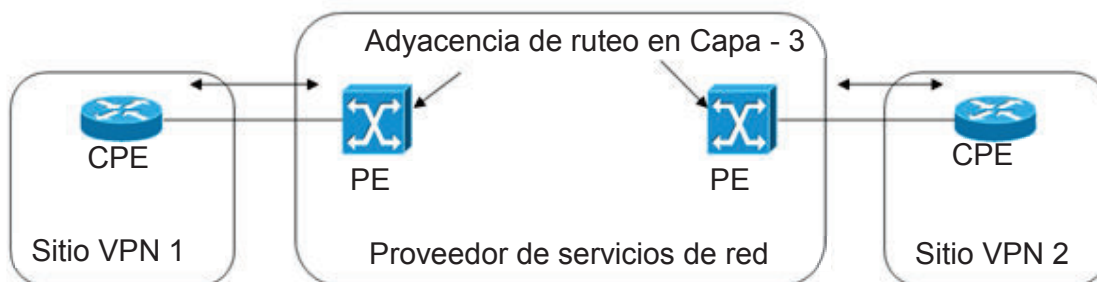 Adyacencia de ruteo en Capa - 3
CPE
PE
PE
CPE
Sitio VPN 1
Proveedor de servicios de red
Sitio VPN 2